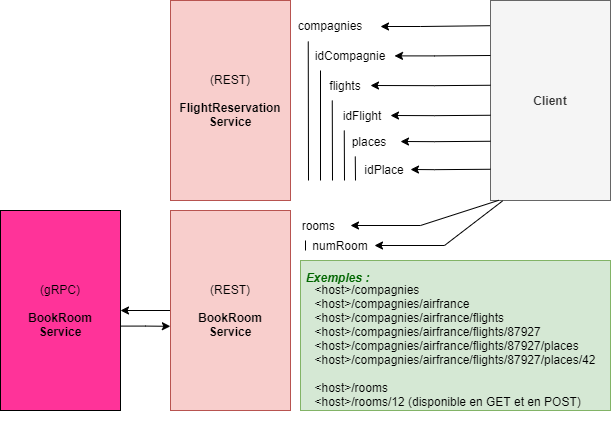 (REST)
FlightReservation
Service
compagnies
idCompagnie
flights
idFlight
places
idPlace
Client
rooms
numRoom
(gRPC)
BookRoom
Service
(REST)
BookRoom
Service
Exemples :
<host>/compagnies
<host>/compagnies/airfrance
<host>/compagnies/airfrance/flights
<host>/compagnies/airfrance/flights/87927
<host>/compagnies/airfrance/flights/87927/places
<host>/compagnies/airfrance/flights/87927/places/42
<host>/rooms
<host>/rooms/12 (disponible en GET et en POST)